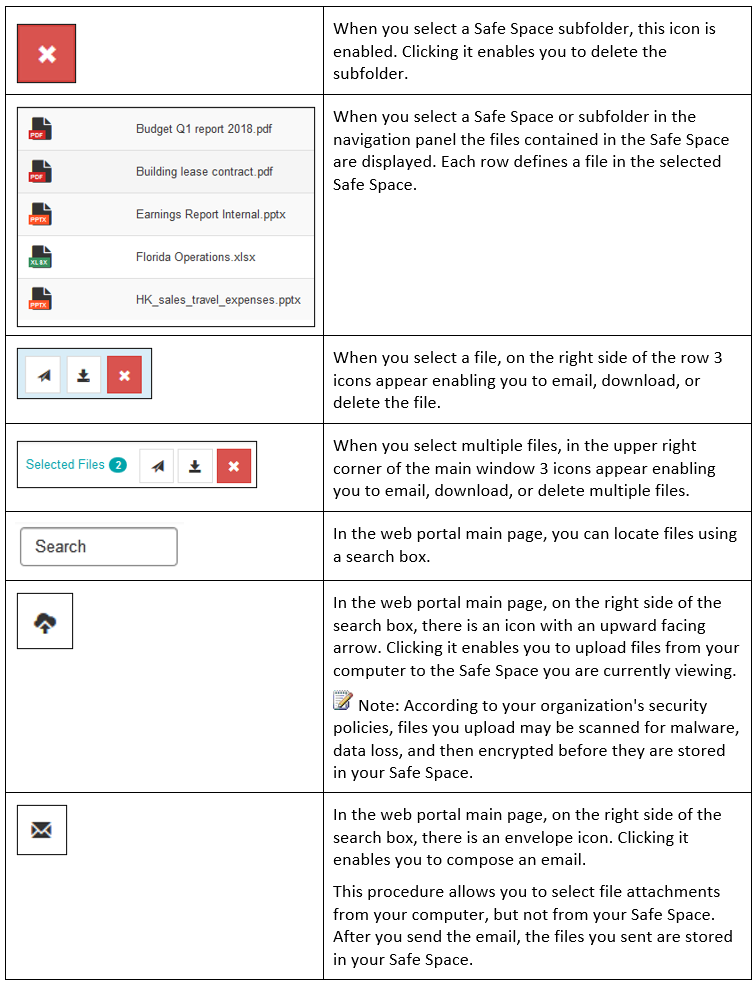 When you select a Safe Space subfolder, this icon is
enabled. Clicking it enables you to delete the
subfolder.
PDF Budget Q1 report 2018.pdf
PDF Building lease contract.pdf
PPTX Earnings Report Internal.pptx
XLSX Florida Operations.xlsx
PPTX HK_sales_travel_expenses.pptx
When you select a Safe Space or subfolder in the
navigation panel the files contained in the Safe Space
are displayed. Each row defines a file in the selected
Safe Space.
When you select a file, on the right side of the row 3
icons appear enabling you to email, download, or
delete the file.
Selected Files 2
When you select multiple files, in the upper right
corner of the main window 3 icons appear enabling
you to email, download, or delete multiple files.
Search
In the web portal main page, you can locate files using
a search box.
In the web portal main page, on the right side of the
search box, there is an icon with an upward facing
arrow. Clicking it enables you to upload files from your
computer to the Safe Space you are currently viewing.
Note: According to your organization's security
policies, files you upload may be scanned for malware,
data loss, and then encrypted before they are stored
in your Safe Space.
In the web portal main page, on the right side of the
search box, there is an envelope icon. Clicking it
enables you to compose an email.
This procedure allows you to select file attachments
from your computer, but not from your Safe Space.
After you send the email, the files you sent are stored
in your Safe Space.